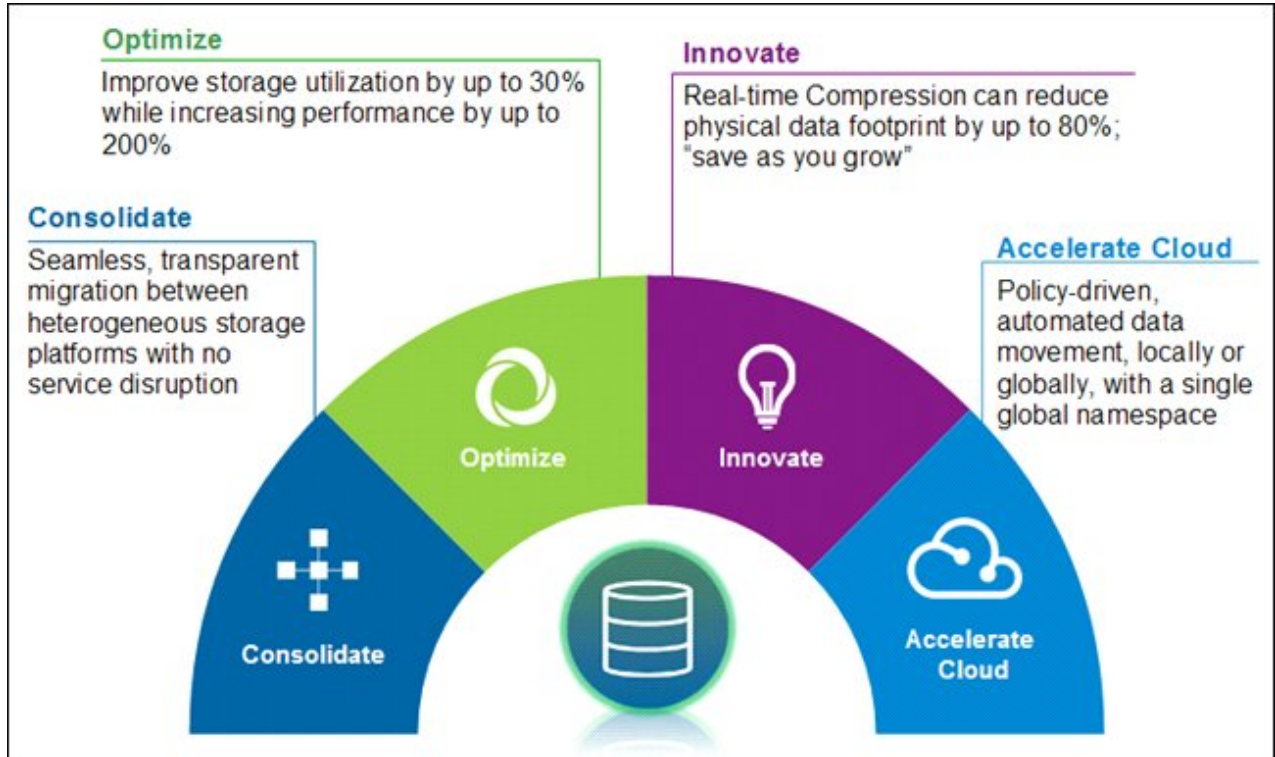 Optimize
Improve storage utilization by up to 30%
while increasing performance by up to
200%
Innovate
Real-time Compression can reduce
physical data footprint by up to 80%;
“save as you grow”
Consolidate
Seamless, transparent
migration between
heterogeneous storage
platforms with no
service disruption
Accelerate Cloud
Policy-driven,
automated data
movement, locally or
globally, with a single
global namespace
Optimize
Innovate
Consolidate
Accelerate
Cloud